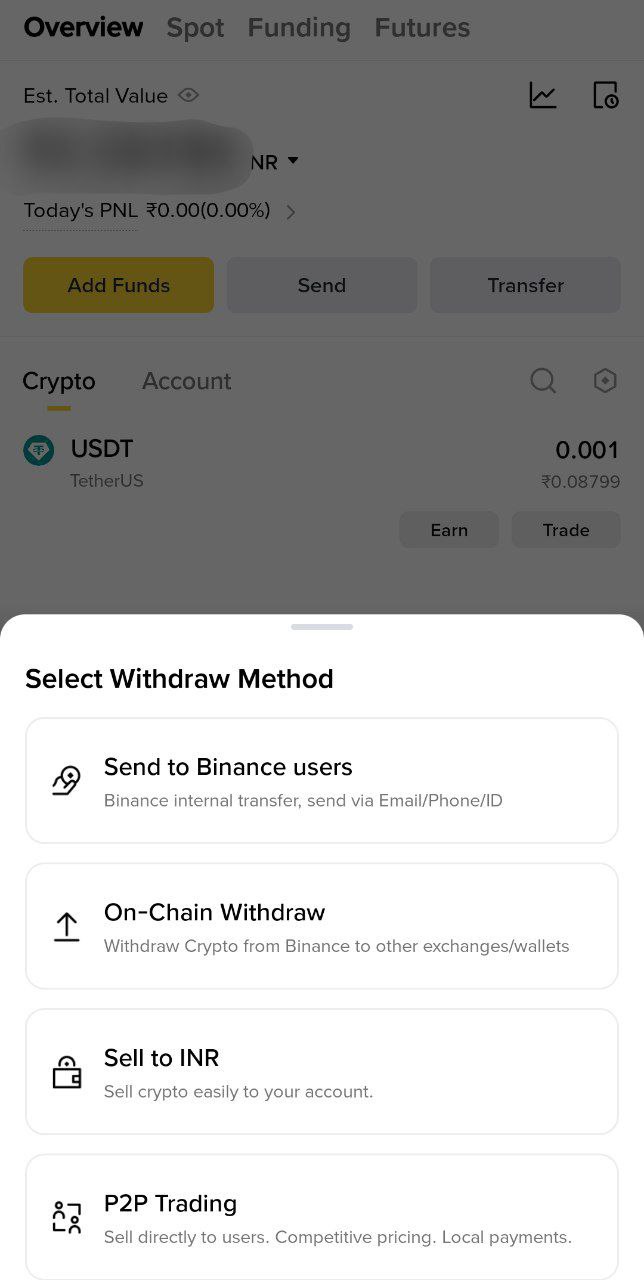 Overview Spot Funding Futures
Est. Total Value
NR
Today's PNL ₹0.00(0.00%)
Add Funds Send Transfer
Crypto Account
USDT 0.001
TetherUS ₹0.08799
Earn Trade
Select Withdraw Method
Send to Binance users
Binance internal transfer, send via Email/Phone/ID
On-Chain Withdraw
Withdraw Crypto from Binance to other exchanges/wallets
Sell to INR
Sell crypto easily to your account.
P2P Trading
Sell directly to users. Competitive pricing. Local payments.